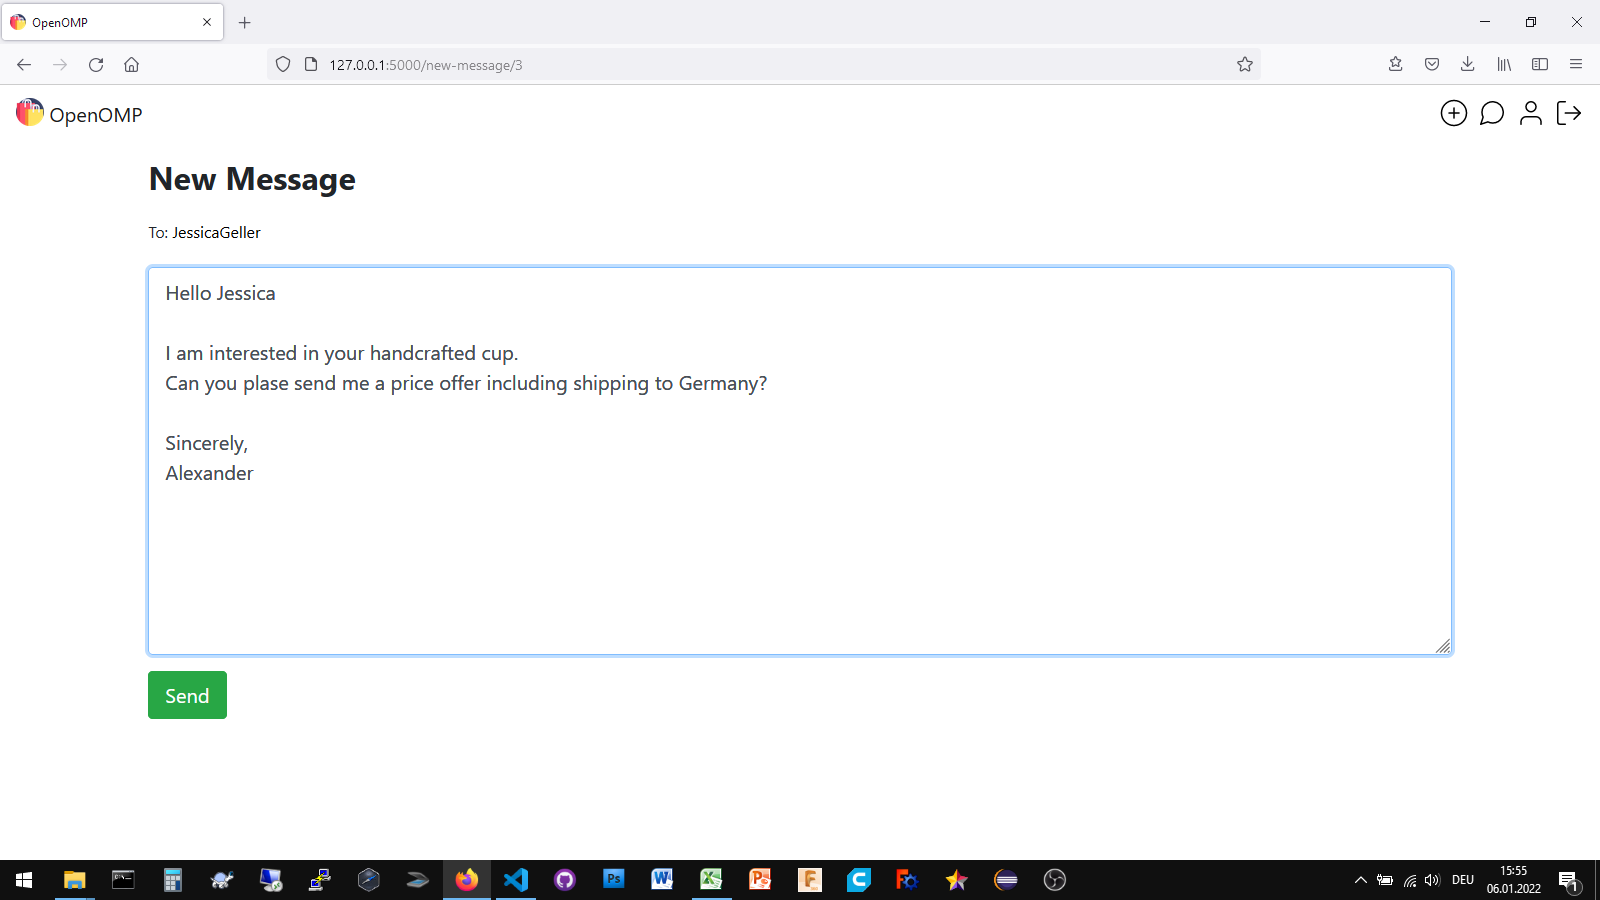 OpenOMP
127.0.0.1:5000/new-message/3
OpenOMP
New Message
To: JessicaGeller
Hello Jessica
I am interested in your handcrafted cup.
Can you plase send me a price offer including shipping to Germany?
Sincerely,
Alexander
Send
Ps
DEU
15:55
06.01.2022
1